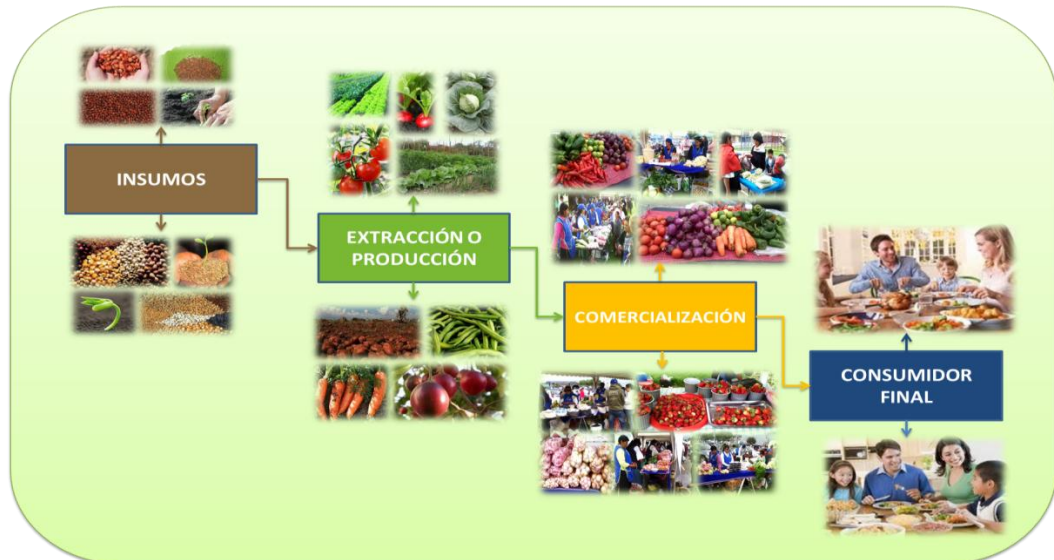 INSUMOS
EXTRACCIÓN O
PRODUCCIÓN
COMERCIALIZACIÓN
CONSUMIDOR
FINAL